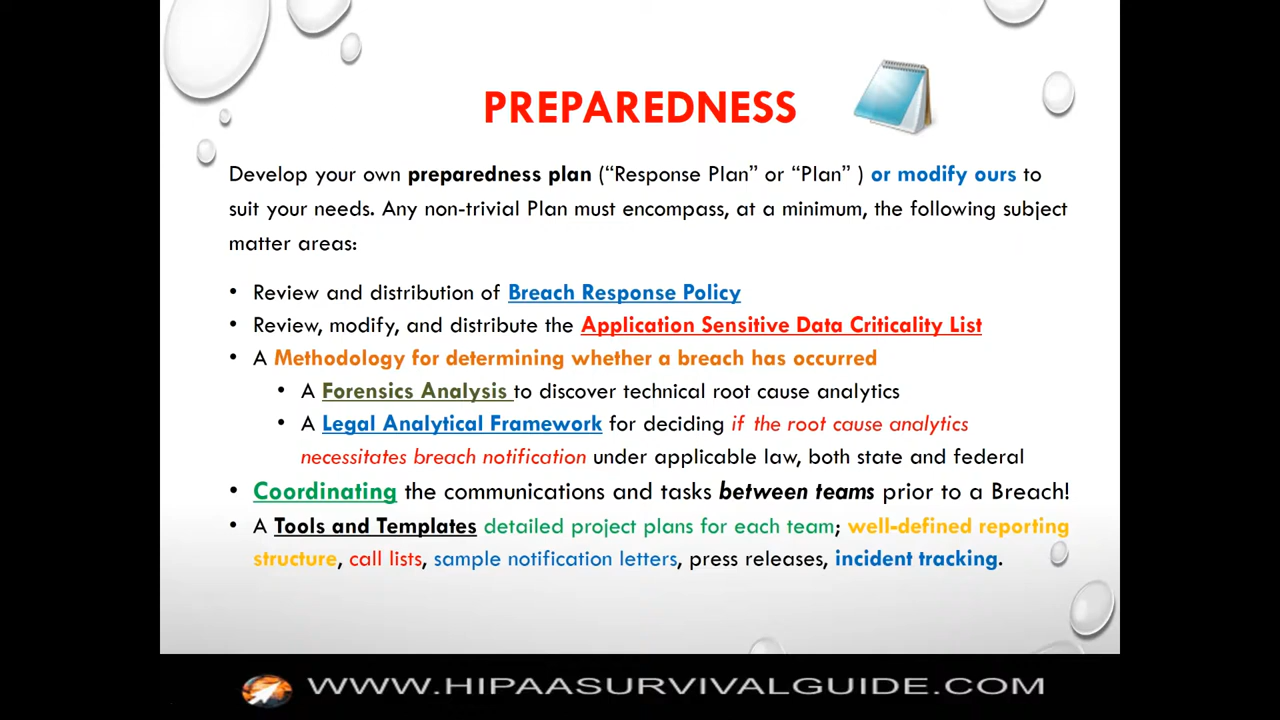 PREPAREDNESS
Develop your own preparedness plan (“Response Plan” or “Plan” ) or modify ours to
suit your needs. Any non-trivial Plan must encompass, at a minimum, the following subject
matter areas:
• Review and distribution of Breach Response Policy
• Review, modify, and distribute the Application Sensitive Data Criticality List
• A Methodology for determining whether a breach has occurred
• A Forensics Analysis to discover technical root cause analytics
• A Legal Analytical Framework for deciding if the root cause analytics
necessitates breach notification under applicable law, both state and federal
• Coordinating the communications and tasks between teams prior to a Breach!
• A Tools and Templates detailed project plans for each team; well-defined reporting
structure, call lists, sample notification letters, press releases, incident tracking.
WWW.HIPAASURVIVALGUIDE.COM